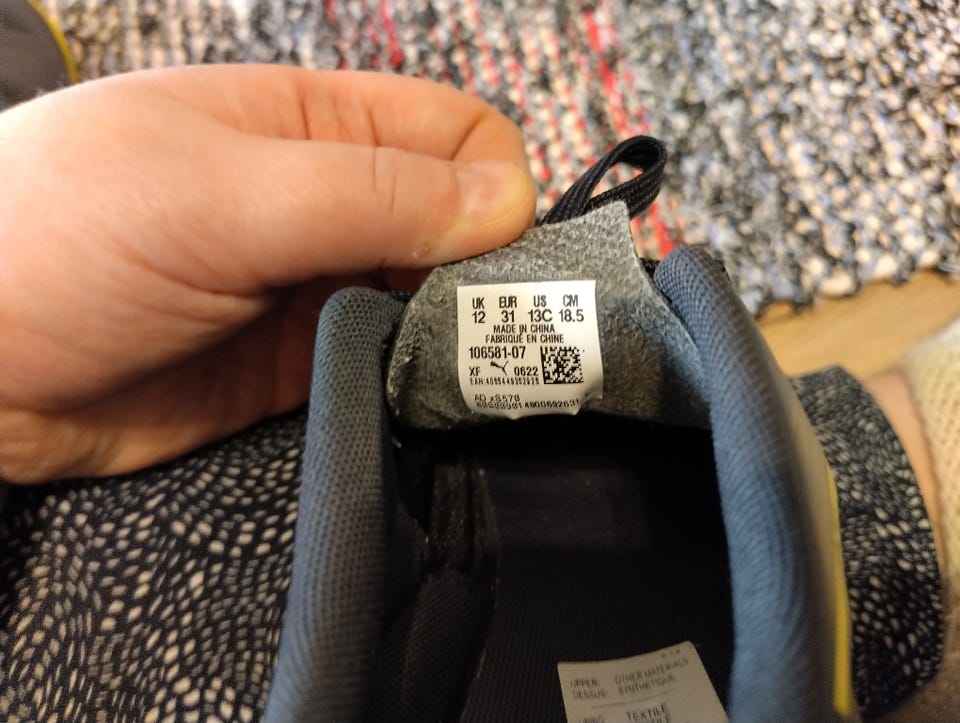 UK EUR US CM
12 31 13C 18.5
MADE IN CHINA
FABRIQUÉ EN CHINE
106581-07
XF 0622
UPPER: OTHER MATERIALS
DESSUS: SYNTHETIQUE
TEXTILE